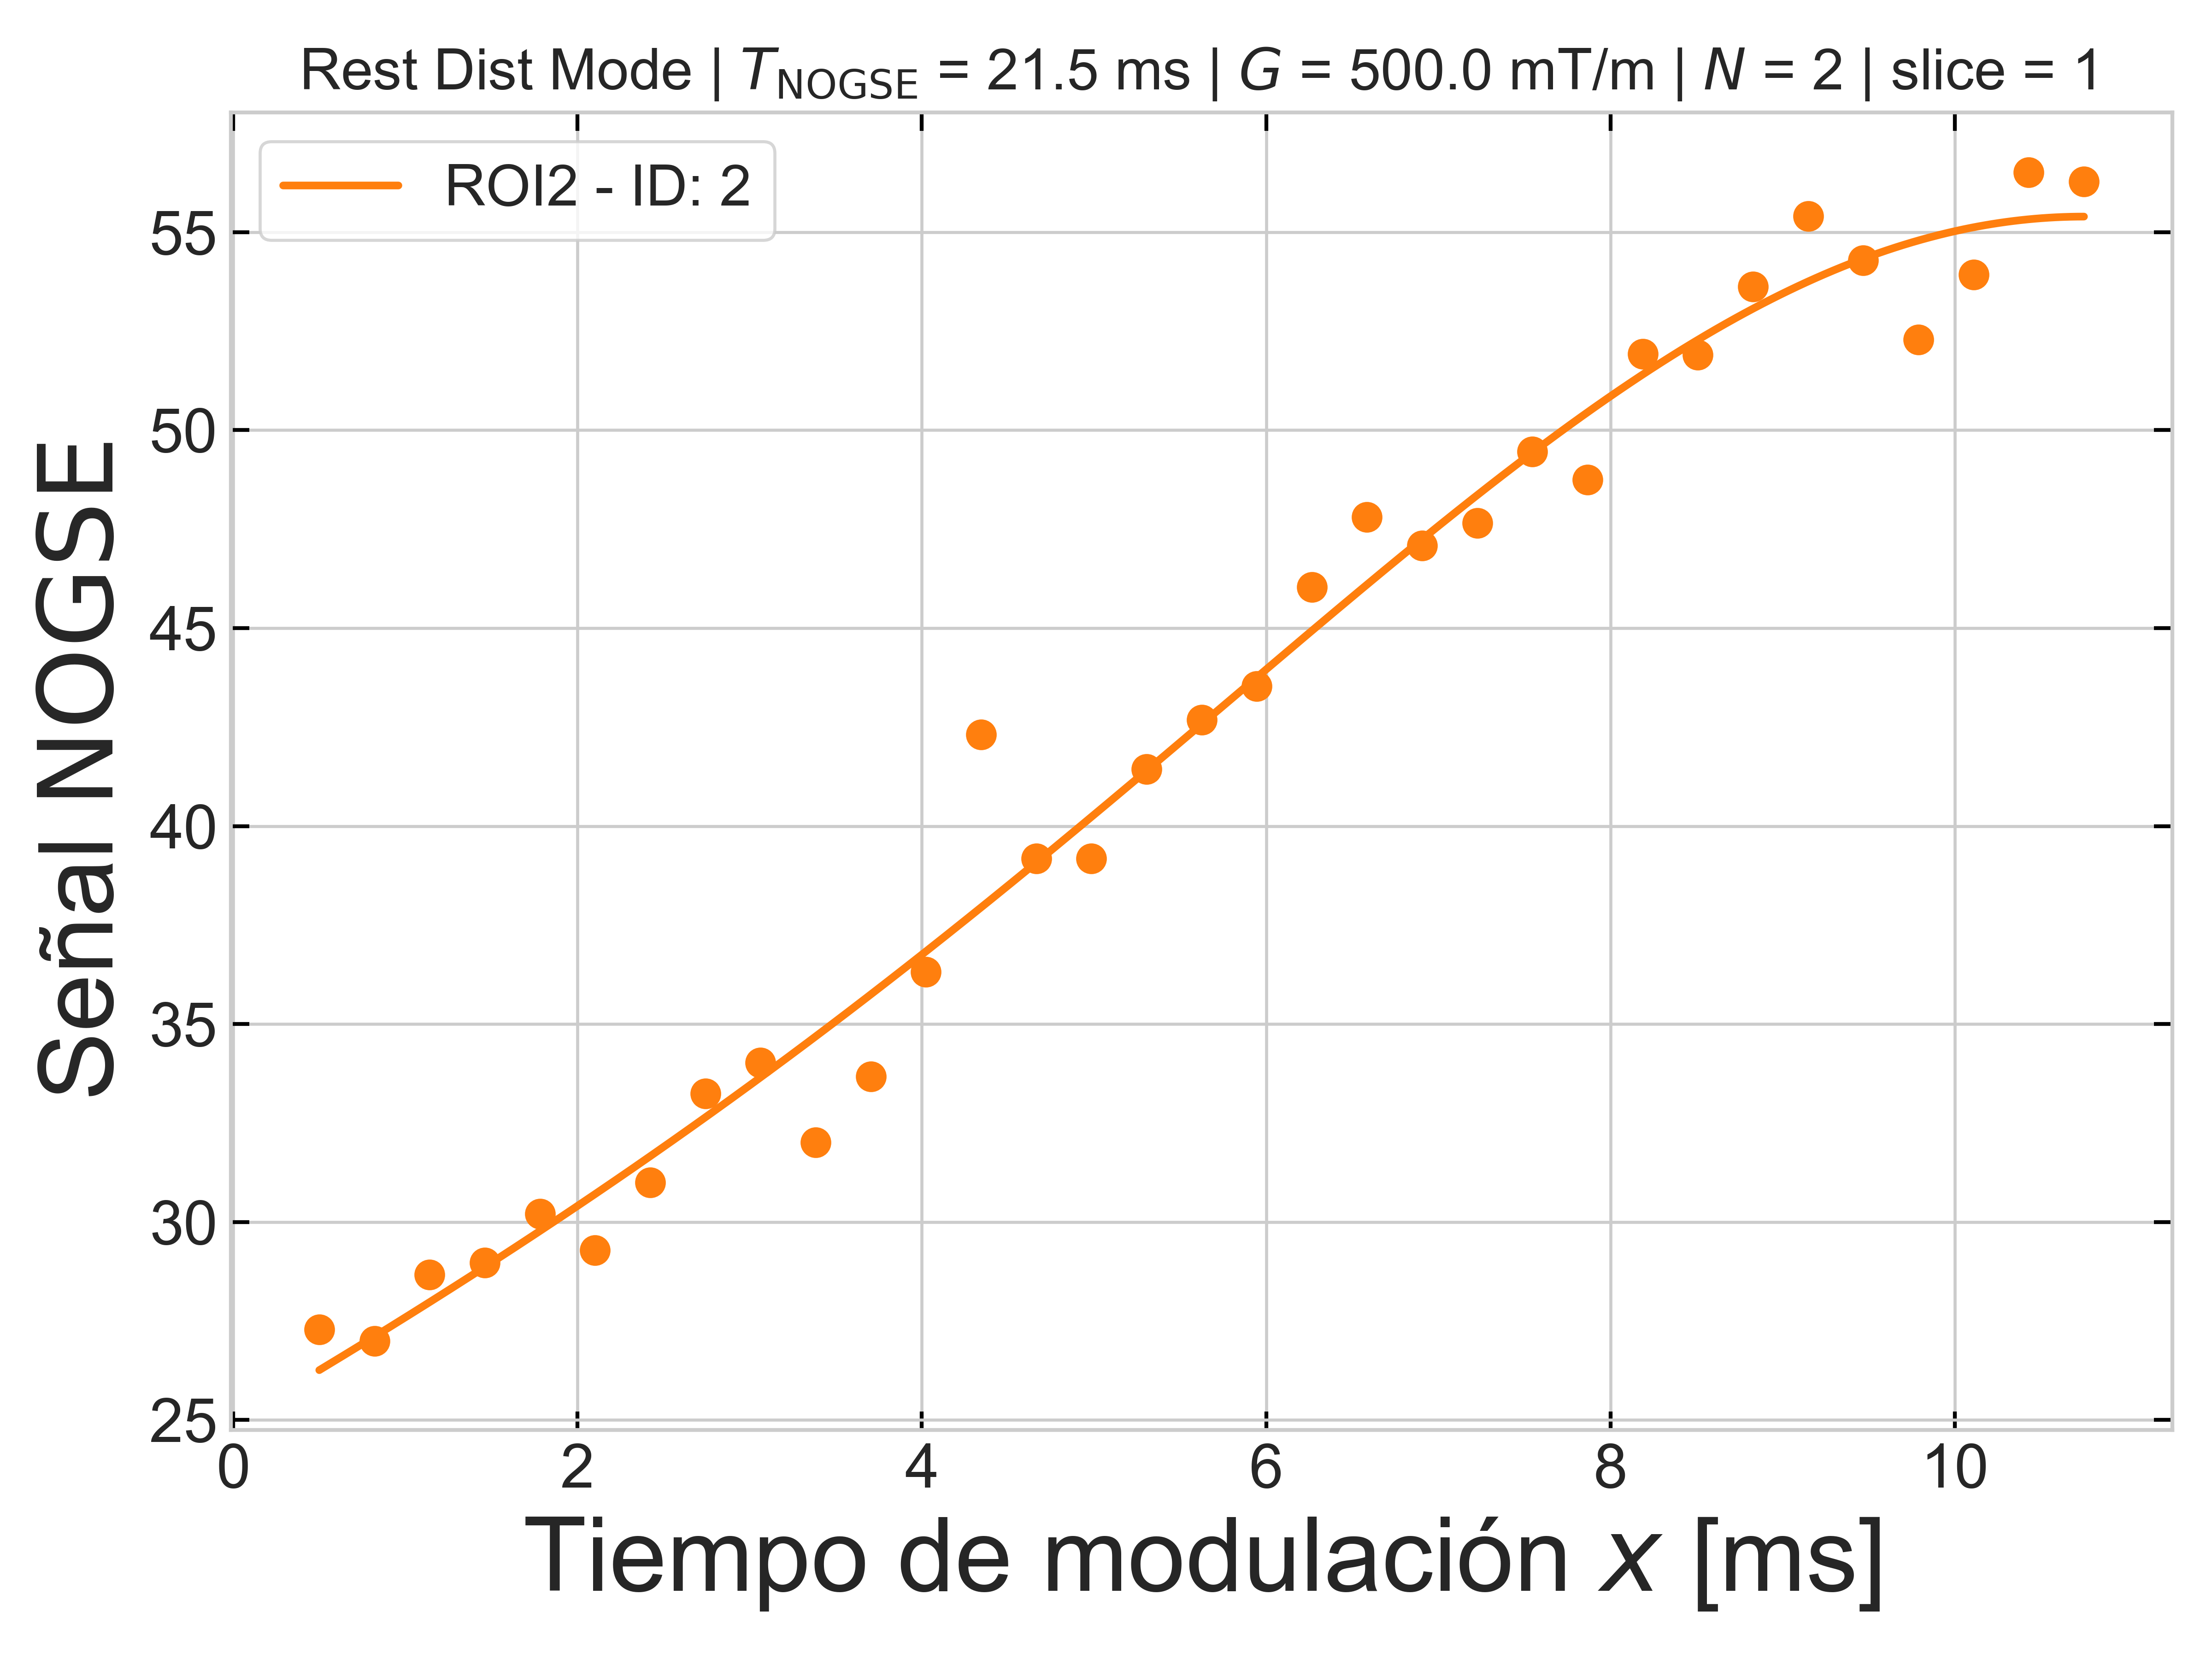 Rest Dist Mode | T_NOGSE = 21.5 ms | G = 500.0 mT/m | N = 2 | slice = 1
ROI2 - ID: 2
Señal NOGSE
55
50
45
40
35
30
25
0 2 4 6 8 10
Tiempo de modulación x [ms]